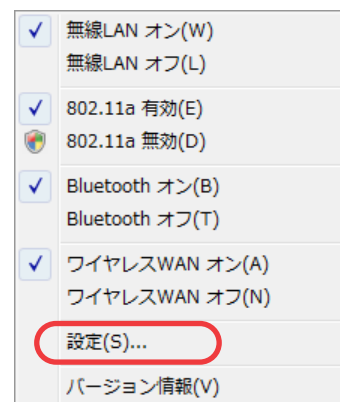 無線LAN オン(W)
無線LAN オフ(L)
802.11a 有効(E)
802.11a 無効(D)
Bluetooth オン(B)
Bluetooth オフ(T)
ワイヤレスWAN オン(A)
ワイヤレスWAN オフ(N)
設定(S)...
バージョン情報(V)